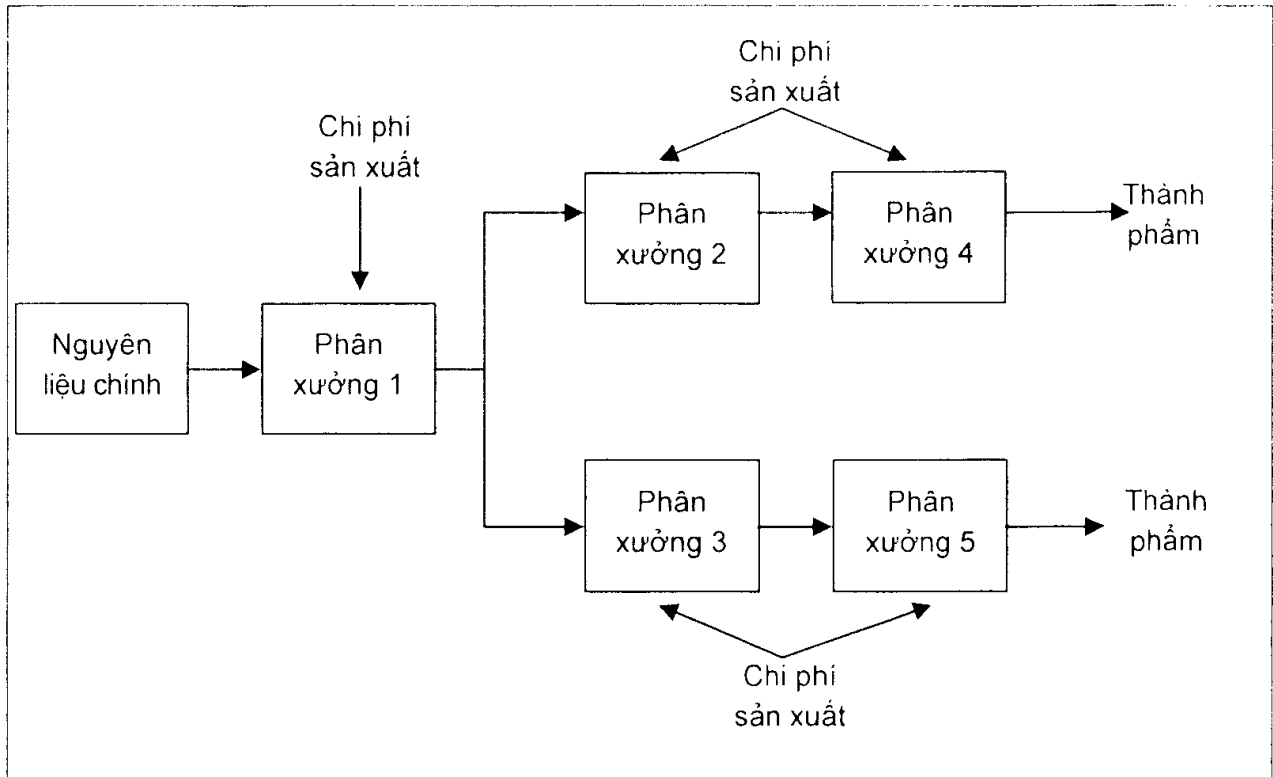 Chi phí
sản xuất
Chi phí
sản xuất
Phân
xưởng 2
Phân
xưởng 4
Thành
phẩm
Nguyên
liệu chính
Phân
xưởng 1
Phân
xưởng 3
Phân
xưởng 5
Thành
phẩm
Chi phí
sản xuất